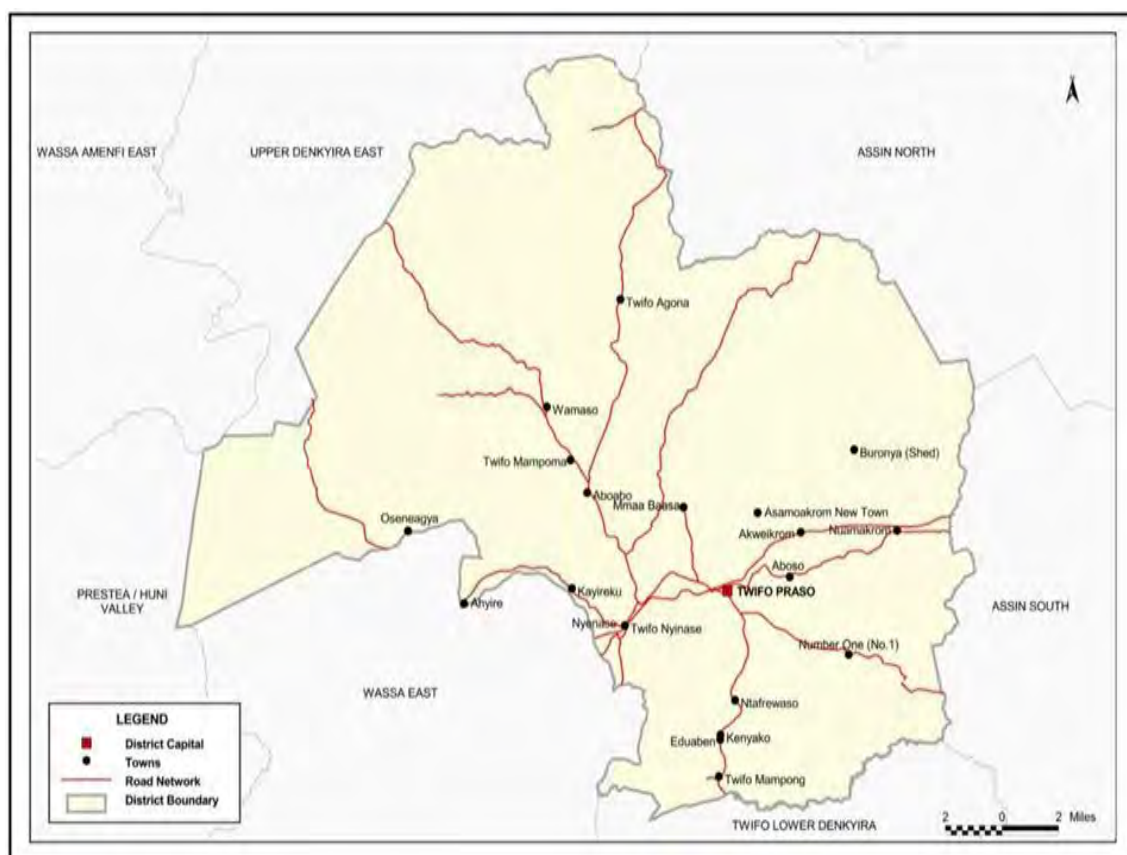 WASSA AMENFI EAST
UPPER DENKYIRA EAST
ASSIN NORTH
Twifo Agona
Wamaso
Twifo Mampoma
Buronya (Shed)
Aboabo
Mmaa Baasa
Asamoakrom New Town
Oseneagya
Akweikrom
Nuamakrom
Aboso
PRESTEA / HUNI
VALLEY
Kayireku
TWIFO PRASO
Ahyire
ASSIN SOUTH
Nyenase
Twifo Nyinase
Number One (No.1)
WASSA EAST
Ntafrewaso
Eduaben
Kenyako
Twifo Mampong
TWIFO LOWER DENKYIRA
LEGEND
District Capital
Towns
Road Network
District Boundary
2 0 2 Miles